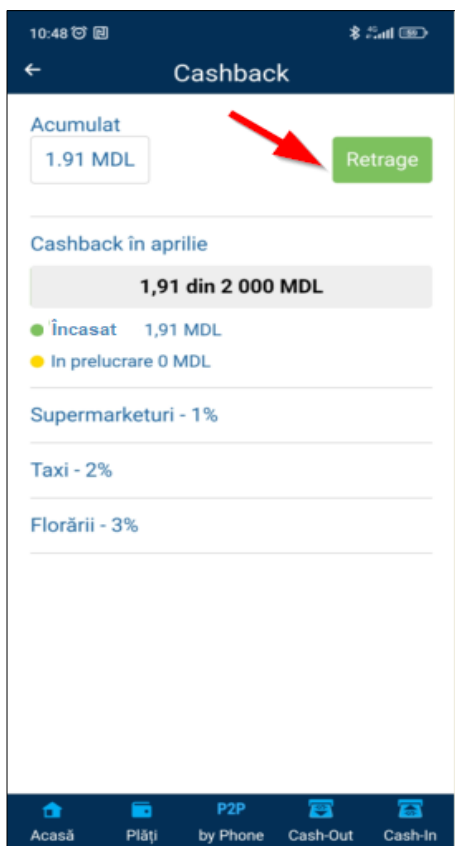 10:48
Cashback
Acumulat
1.91 MDL
Retrage
Cashback în aprilie
1,91 din 2 000 MDL
Încasat 1,91 MDL
In prelucrare 0 MDL
Supermarketuri - 1%
Taxi - 2%
Florării - 3%
P2P
Acasă Plăți by Phone Cash-Out Cash-In